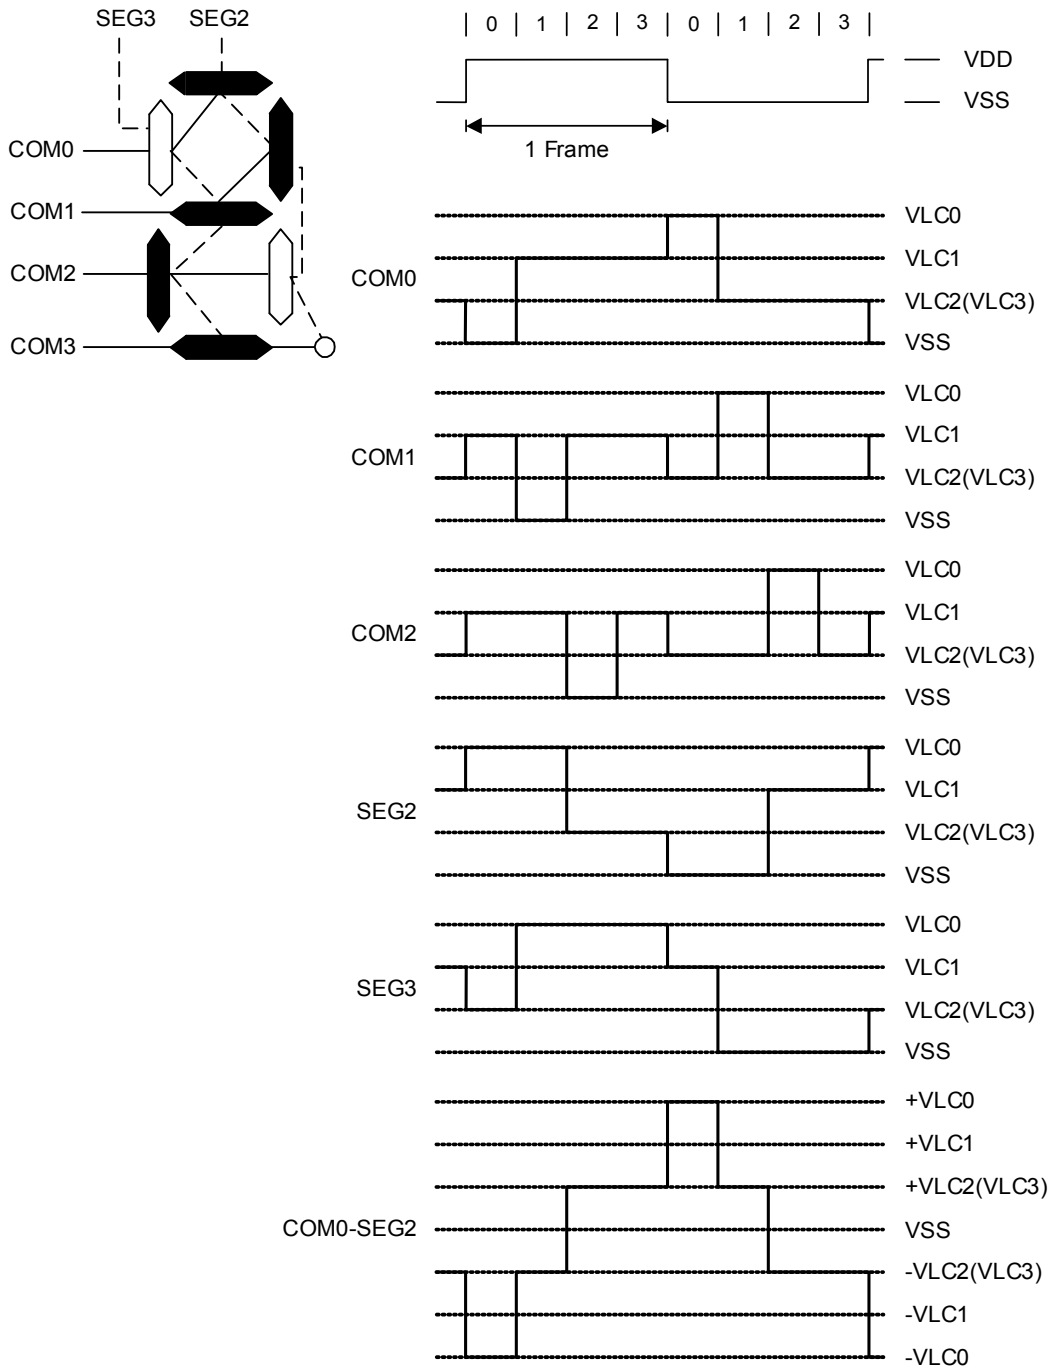 SEG3 SEG2
| 0 | 1 | 2 | 3 | 0 | 1 | 2 | 3 |
VDD
VSS
1 Frame
COM0
COM1
COM2
COM3
COM0
VLC0
VLC1
VLC2(VLC3)
VSS
COM1
VLC0
VLC1
VLC2(VLC3)
VSS
COM2
VLC0
VLC1
VLC2(VLC3)
VSS
SEG2
VLC0
VLC1
VLC2(VLC3)
VSS
SEG3
VLC0
VLC1
VLC2(VLC3)
VSS
COM0-SEG2
+VLC0
+VLC1
+VLC2(VLC3)
VSS
-VLC2(VLC3)
-VLC1
-VLC0